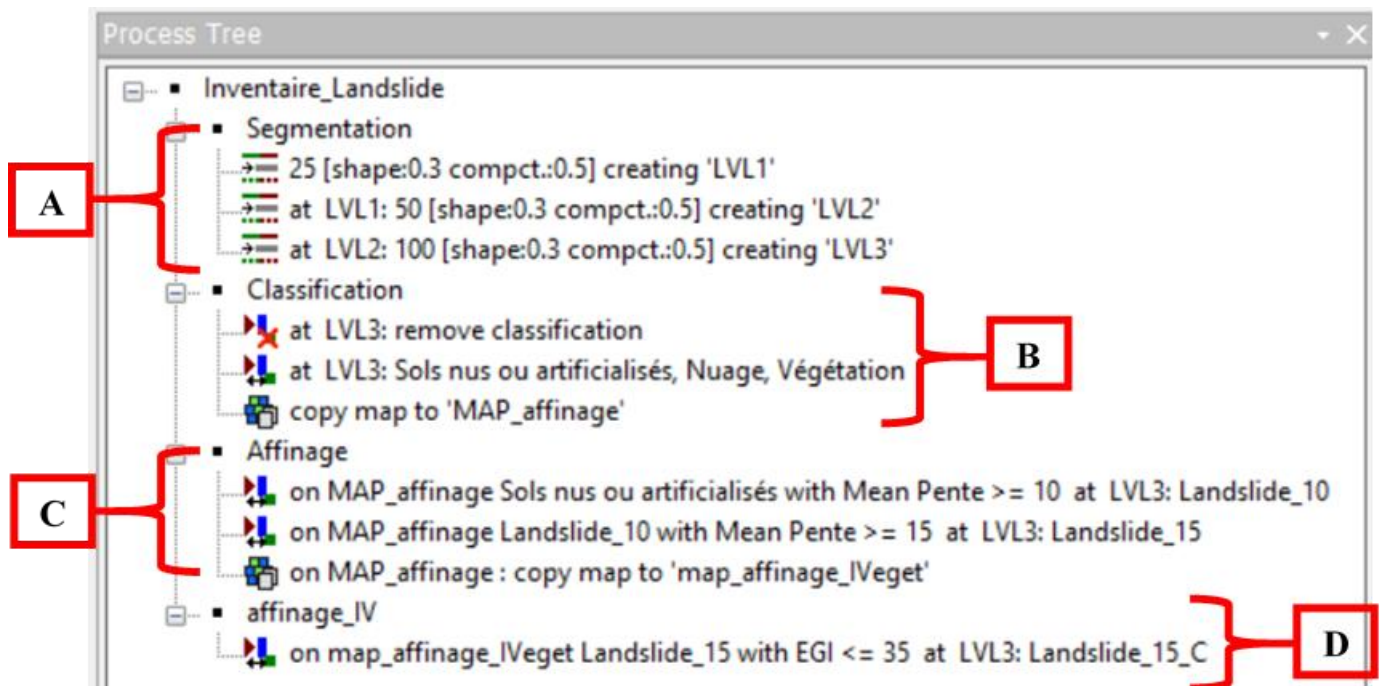 Process Tree
Inventaire_Landslide
Segmentation
25 [shape:0.3 compct.:0.5] creating 'LVL1'
A
at LVL1: 50 [shape:0.3 compct.:0.5] creating 'LVL2'
at LVL2: 100 [shape:0.3 compct.:0.5] creating 'LVL3'
Classification
at LVL3: remove classification
B
at LVL3: Sols nus ou artificialisés, Nuage, Végétation
copy map to 'MAP_affinage'
Affinage
on MAP_affinage Sols nus ou artificialisés with Mean Pente >= 10 at LVL3: Landslide_10
C
on MAP_affinage Landslide_10 with Mean Pente >= 15 at LVL3: Landslide_15
on MAP_affinage : copy map to 'map_affinage_IVeget'
affinage_IV
on map_affinage_IVeget Landslide_15 with EGI <= 35 at LVL3: Landslide_15_C
D